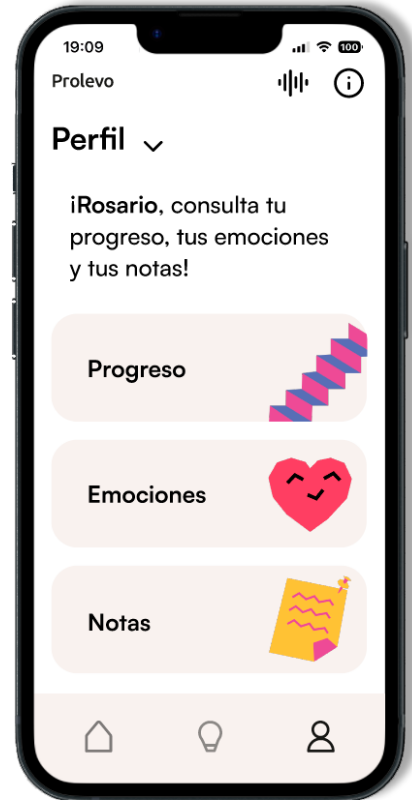 19:09 100
Prolevo
Perfil
¡Rosario, consulta tu
progreso, tus emociones
y tus notas!
Progreso
Emociones
Notas